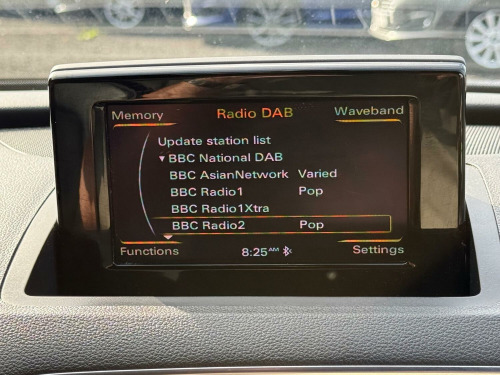 Memory Radio DAB Waveband
Update station list
BBC National DAB
BBC AsianNetwork Varied
BBC Radio1 Pop
BBC Radio1Xtra
BBC Radio2 Pop
Functions 8:25 AM Settings